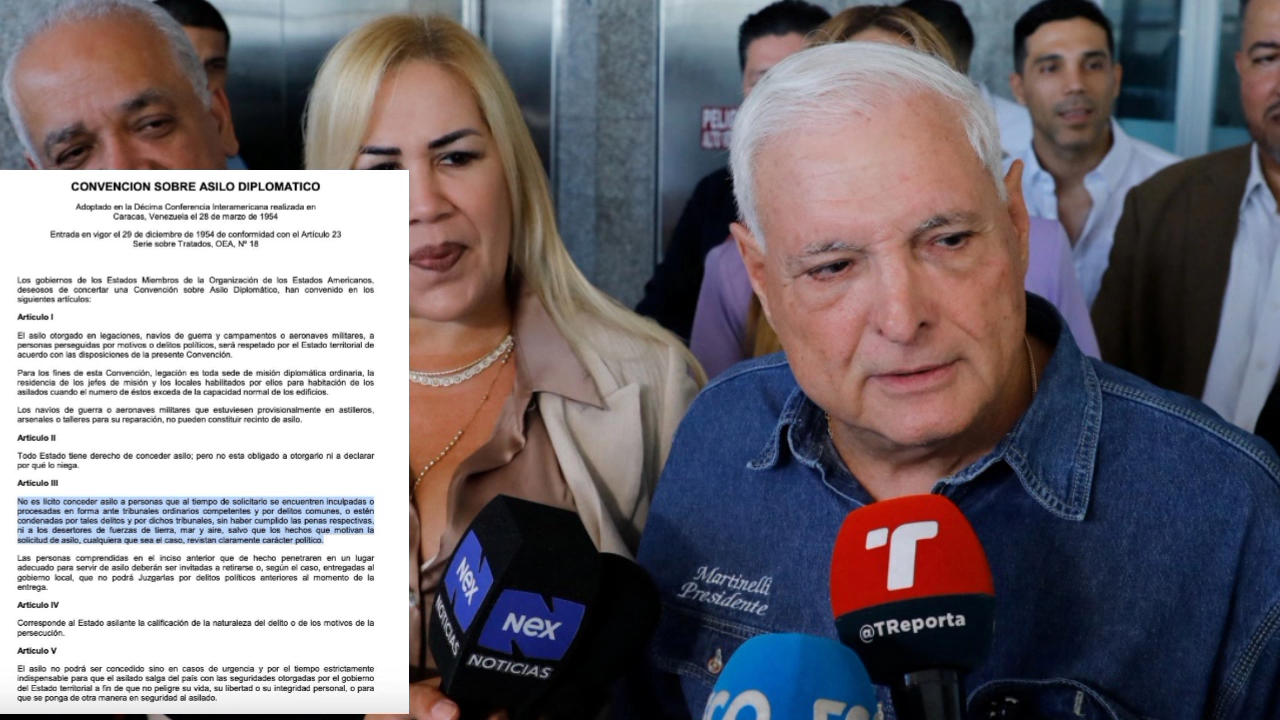 CONVENCION SOBRE ASILO DIPLOMATICO
Adoptado en la Décima Conferencia Interamericana realizada en
Caracas, Venezuela el 28 de marzo de 1954
Entrada en vigor el 29 de diciembre de 1954 de conformidad con el Artículo 23
Serie sobre Tratados, OEA, Nº 18
Los gobiernos de los Estados Miembros de la Organización de los Estados Americanos,
deseosos de concertar una Convención sobre Asilo Diplomático, han convenido en los
siguientes artículos:
Artículo I
El asilo otorgado en legaciones, navíos de guerra y campamentos o aeronaves militares, a
personas perseguidas por motivos o delitos políticos, será respetado por el Estado territorial de
acuerdo con las disposiciones de la presente Convención.
Para los fines de esta Convención, legación es toda sede de misión diplomática ordinaria, la
residencia de los jefes de misión y los locales habilitados por ellos para habitación de los
asilados cuando el numero de éstos exceda de la capacidad normal de los edificios.
Los navíos de guerra o aeronaves militares que estuviesen provisionalmente en astilleros,
arsenales o talleres para su reparación, no pueden constituir recinto de asilo.
Artículo II
Todo Estado tiene derecho de conceder asilo; pero no esta obligado a otorgarlo ni a declarar
por qué lo niega.
Artículo III
No es lícito conceder asilo a personas que al tiempo de solicitarlo se encuentren inculpadas o
procesadas en forma ante tribunales ordinarios competentes y por delitos comunes, o estén
condenadas por tales delitos y por dichos tribunales, sin haber cumplido las penas respectivas,
ni a los desertores de fuerzas de tierra, mar y aire, salvo que los hechos que motivan la
solicitud de asilo, cualquiera que sea el caso, revistan claramente carácter político.
Las personas comprendidas en el inciso anterior que de hecho penetraren en un lugar
adecuado para servir de asilo deberán ser invitadas a retirarse o, según el caso, entregadas al
gobierno local, que no podrá Juzgarlas por delitos políticos anteriores al momento de la
entrega.
Artículo IV
Corresponde al Estado asilante la calificación de la naturaleza del delito o de los motivos de la
persecución.
Artículo V
El asilo no podrá ser concedido sino en casos de urgencia y por el tiempo estrictamente
indispensable para que el asilado salga del país con las seguridades otorgadas por el gobierno
del Estado territorial a fin de que no peligre su vida, su libertad o su integridad personal, o para
que se ponga de otra manera en seguridad al asilado.
Martinelli
Presidente
T
@TReporta
NEX
NOTICIAS
NEX
NOTICIAS